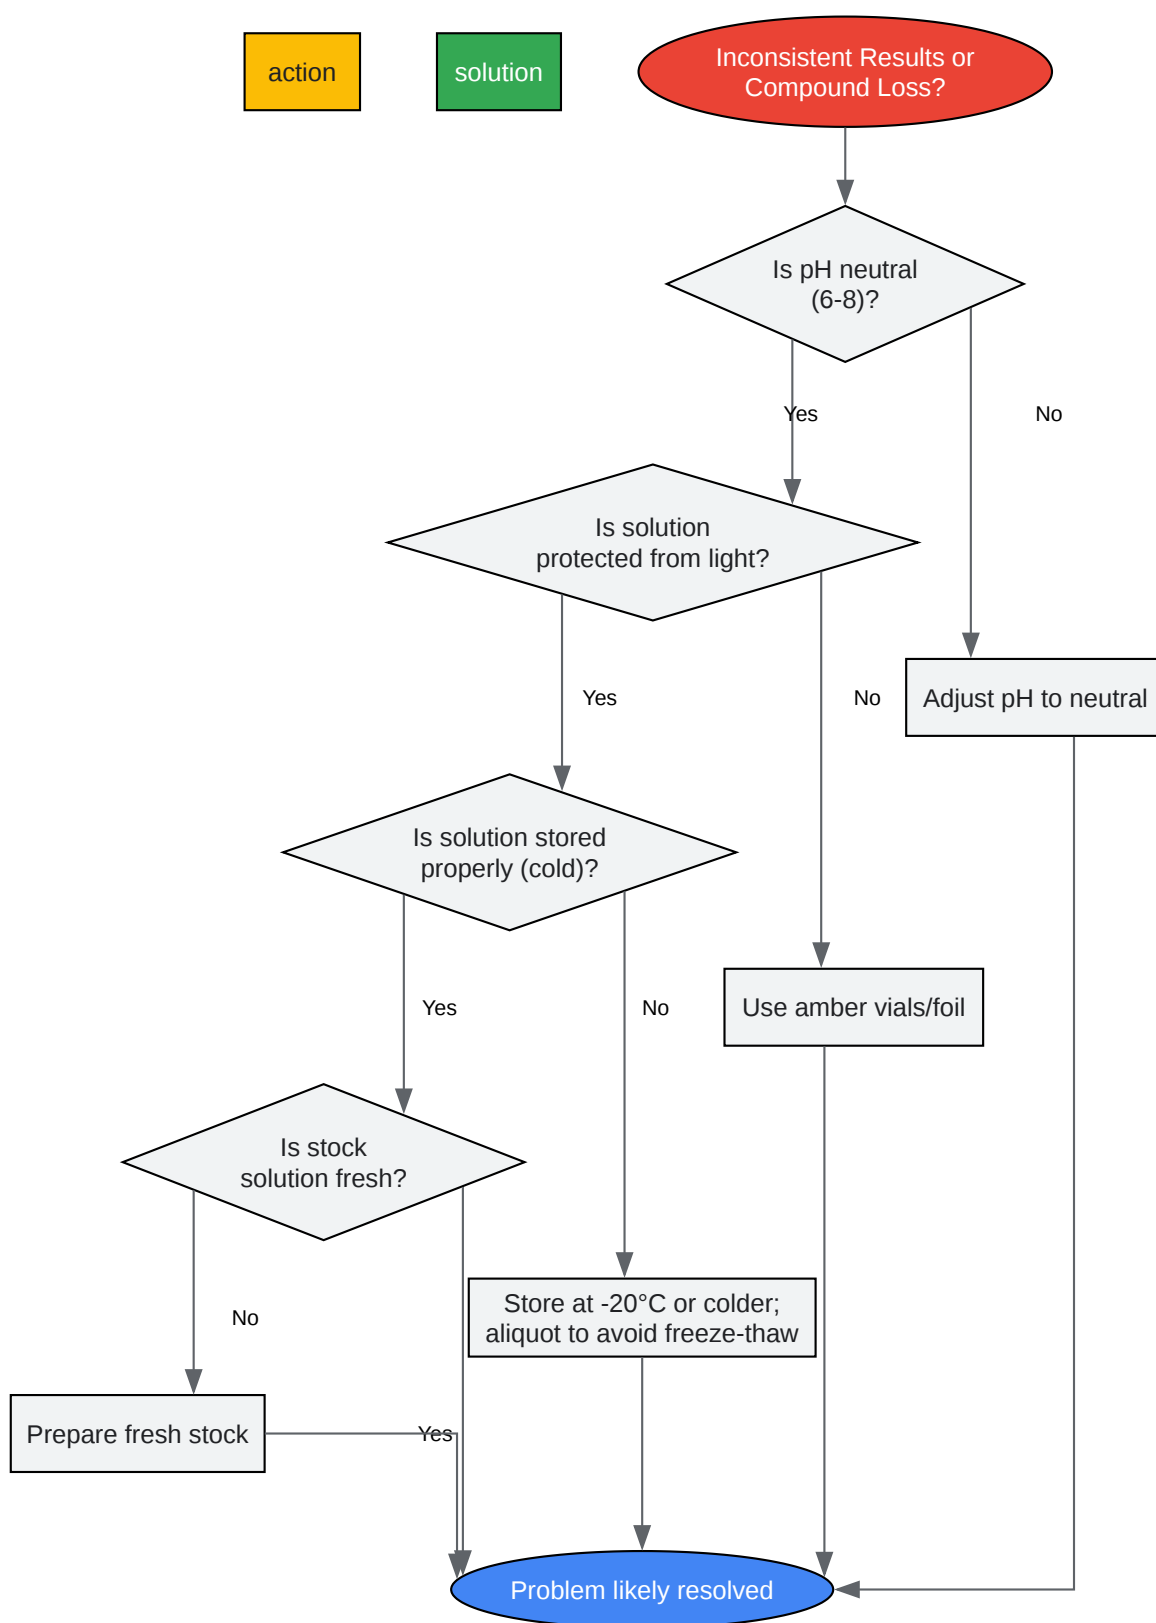 action
solution
Inconsistent Results or
Compound Loss?
Is pH neutral
(6-8)?
Yes
No
Is solution
protected from light?
Yes
No
Adjust pH to neutral
Is solution stored
properly (cold)?
Yes
No
Use amber vials/foil
Is stock
solution fresh?
No
Store at -20°C or colder;
aliquot to avoid freeze-thaw
Prepare fresh stock
Yes
Problem likely resolved